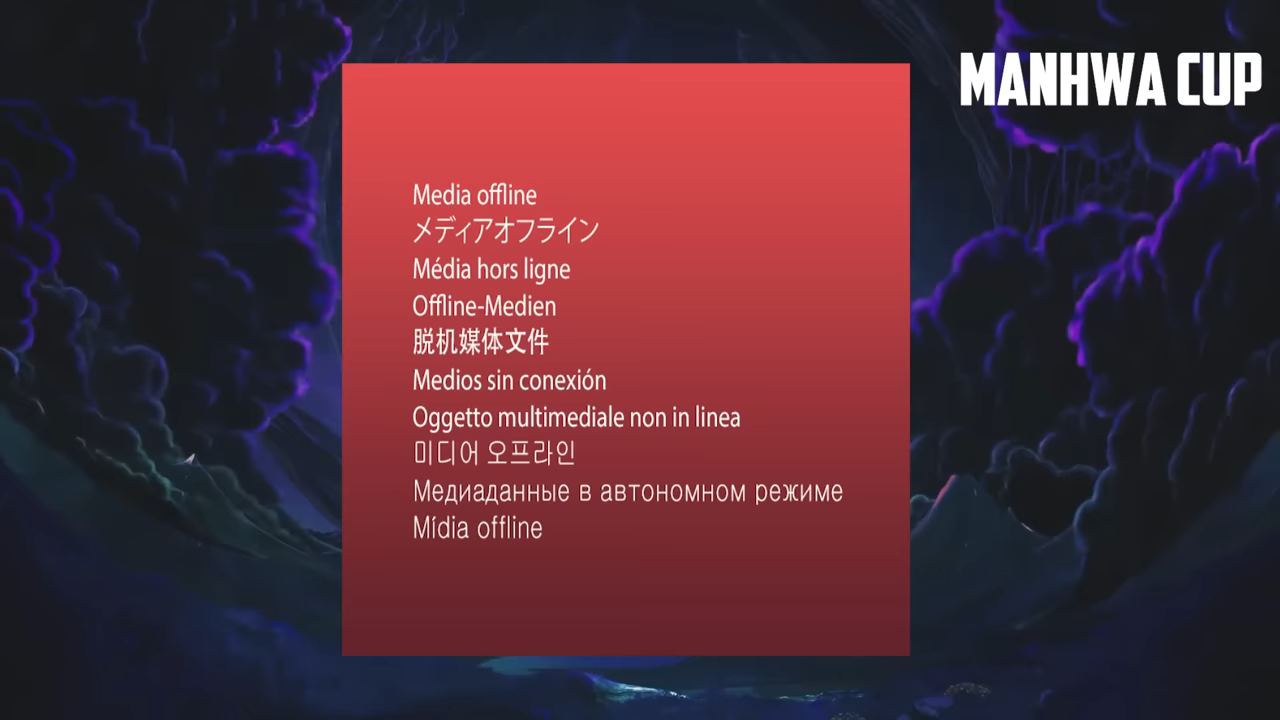 MANHWA CUP
Media offline
メディアオフライン
Média hors ligne
Offline-Medien
脱机媒体文件
Medios sin conexión
Oggetto multimediale non in linea
미디어 오프라인
Медиаданные в автономном режиме
Mídia offline